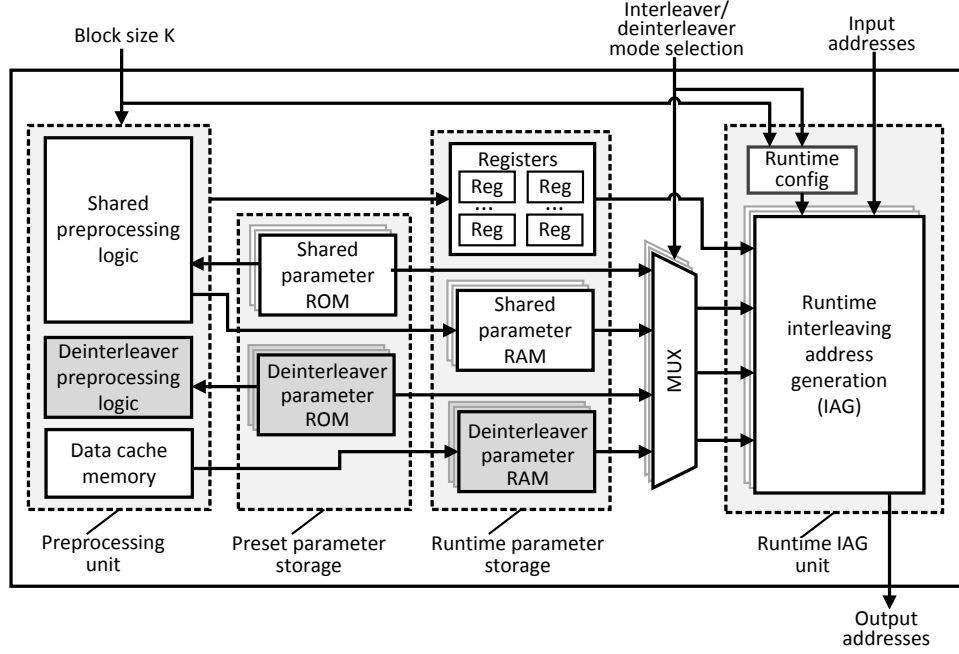 Block size K
Interleaver/
deinterleaver
mode selection
Input
addresses
Shared
preprocessing
logic
Deinterleaver
preprocessing
logic
Data cache
memory
Preprocessing
unit
Shared
parameter
ROM
Deinterleaver
parameter
ROM
Preset parameter
storage
Registers
Reg
Reg
...
...
Reg
Reg
Shared
parameter
RAM
Deinterleaver
parameter
RAM
Runtime parameter
storage
MUX
Runtime
config
Runtime
interleaving
address
generation
(IAG)
Runtime IAG
unit
Output
addresses